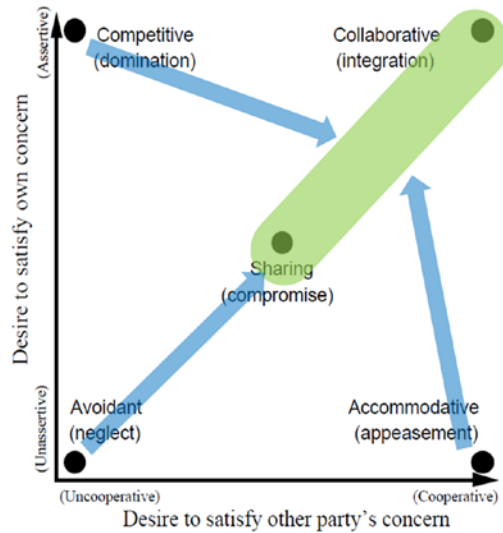 Competitive
(domination)
Collaborative
(integration)
Sharing
(compromise)
Avoidant
(neglect)
Accommodative
(appeasement)
(Assertive)
Desire to satisfy own concern
(Unassertive)
(Uncooperative)
(Cooperative)
Desire to satisfy other party's concern